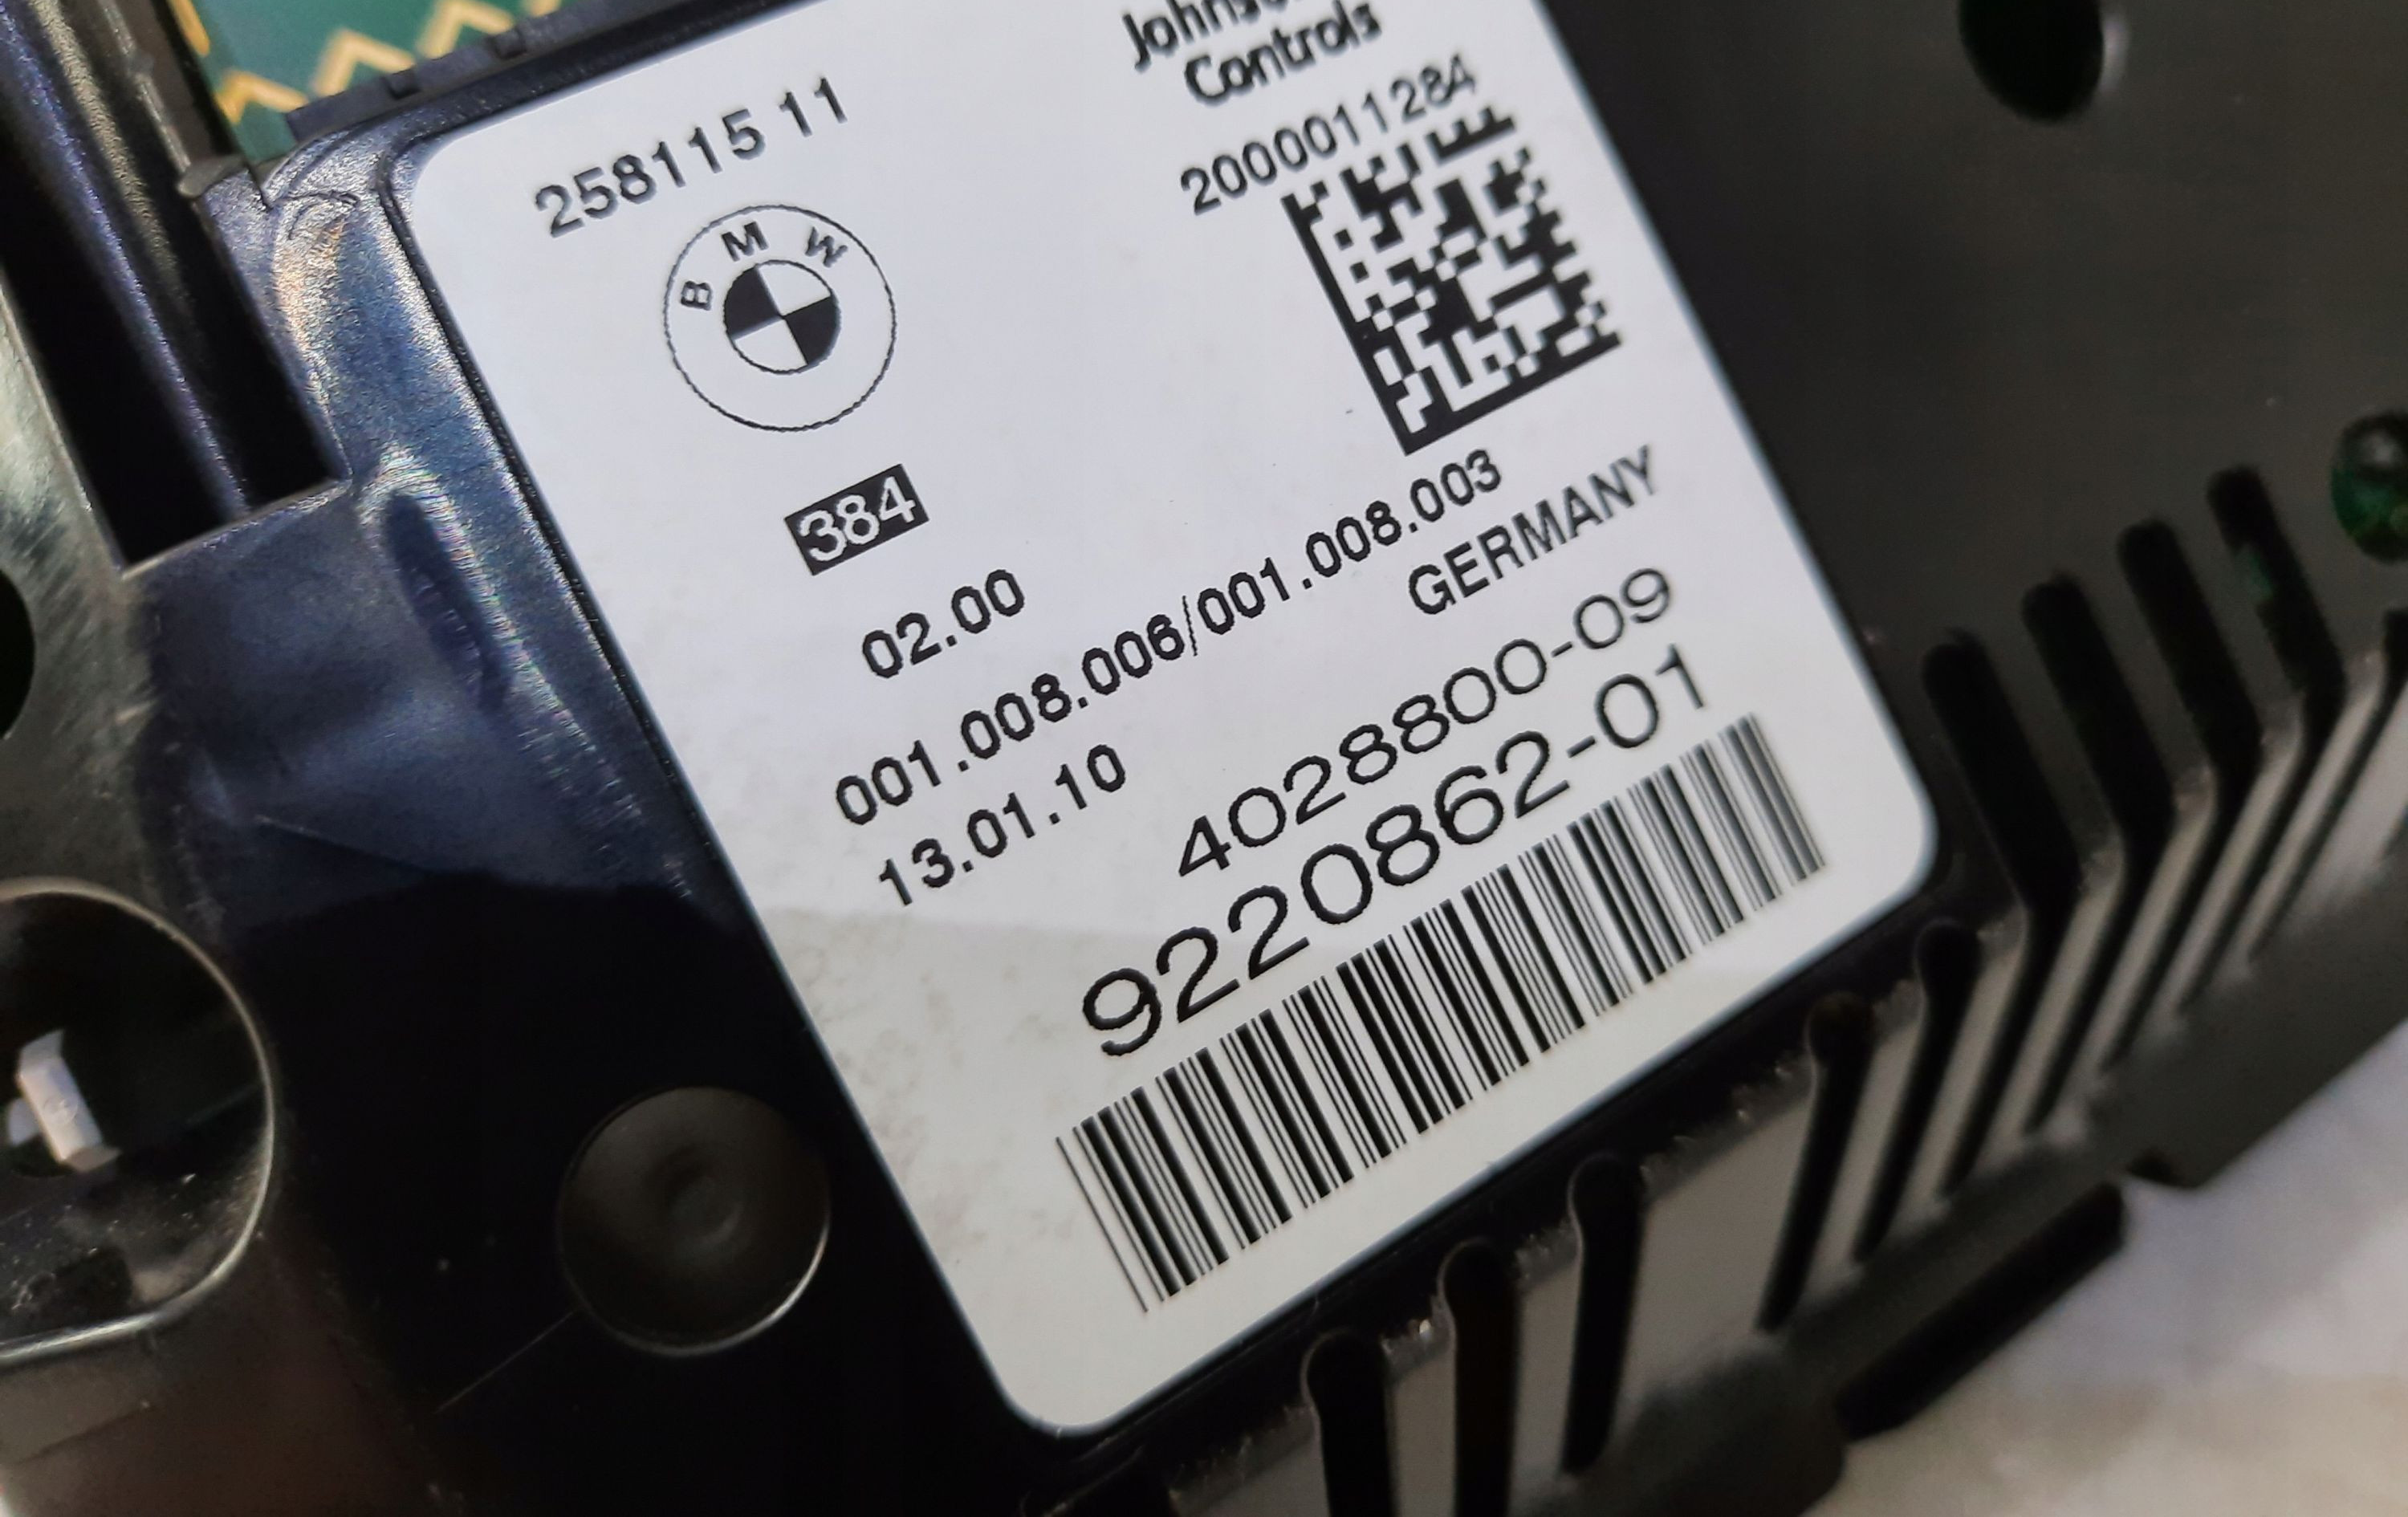 Johnson
Controls
258115 11
2000011284
B M W
384
02.00
001.008.006/001.008.003
13.01.10
GERMANY
4028800-09
9220862-01